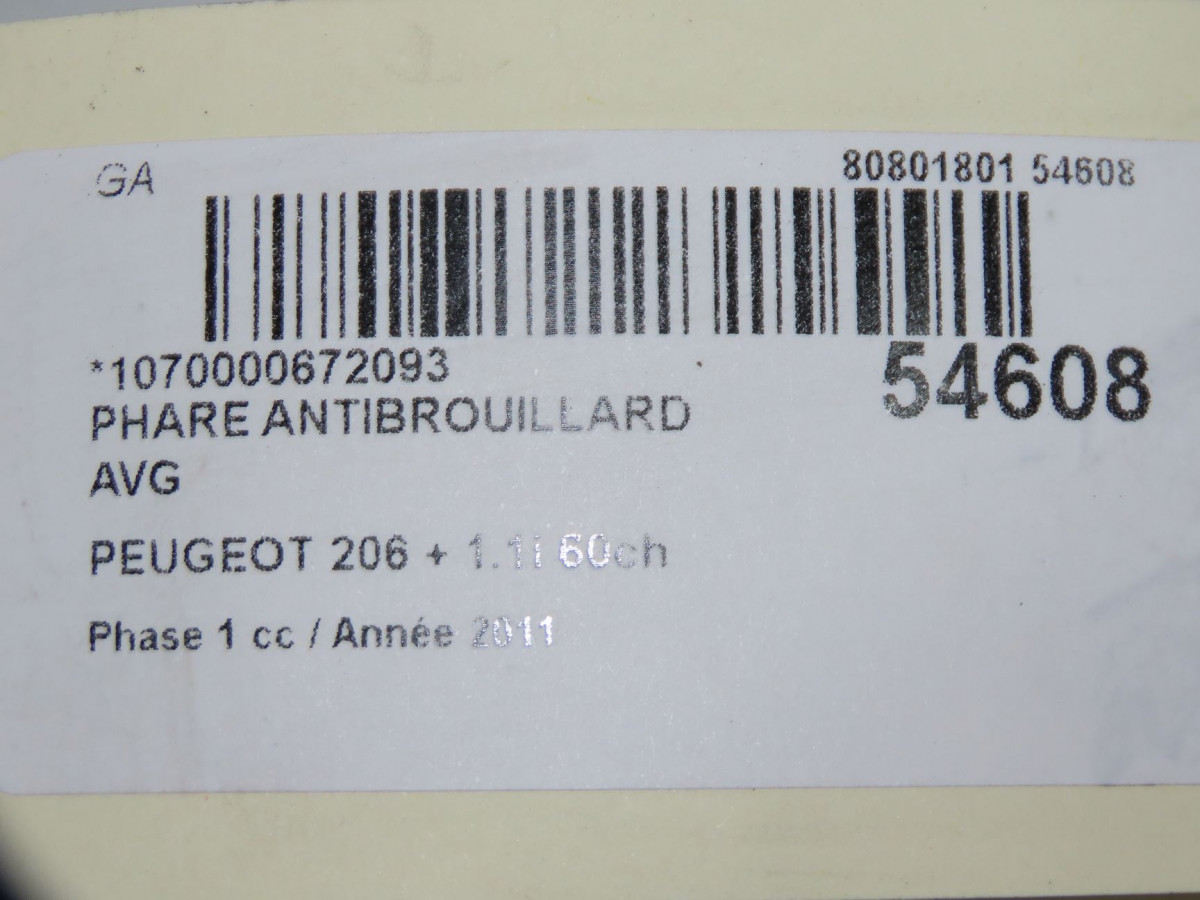 GA
80801801 54608
*1070000672093
54608
PHARE ANTIBROUILLARD
AVG
PEUGEOT 206 + 1.1i 60ch
Phase 1 cc / Année 2011